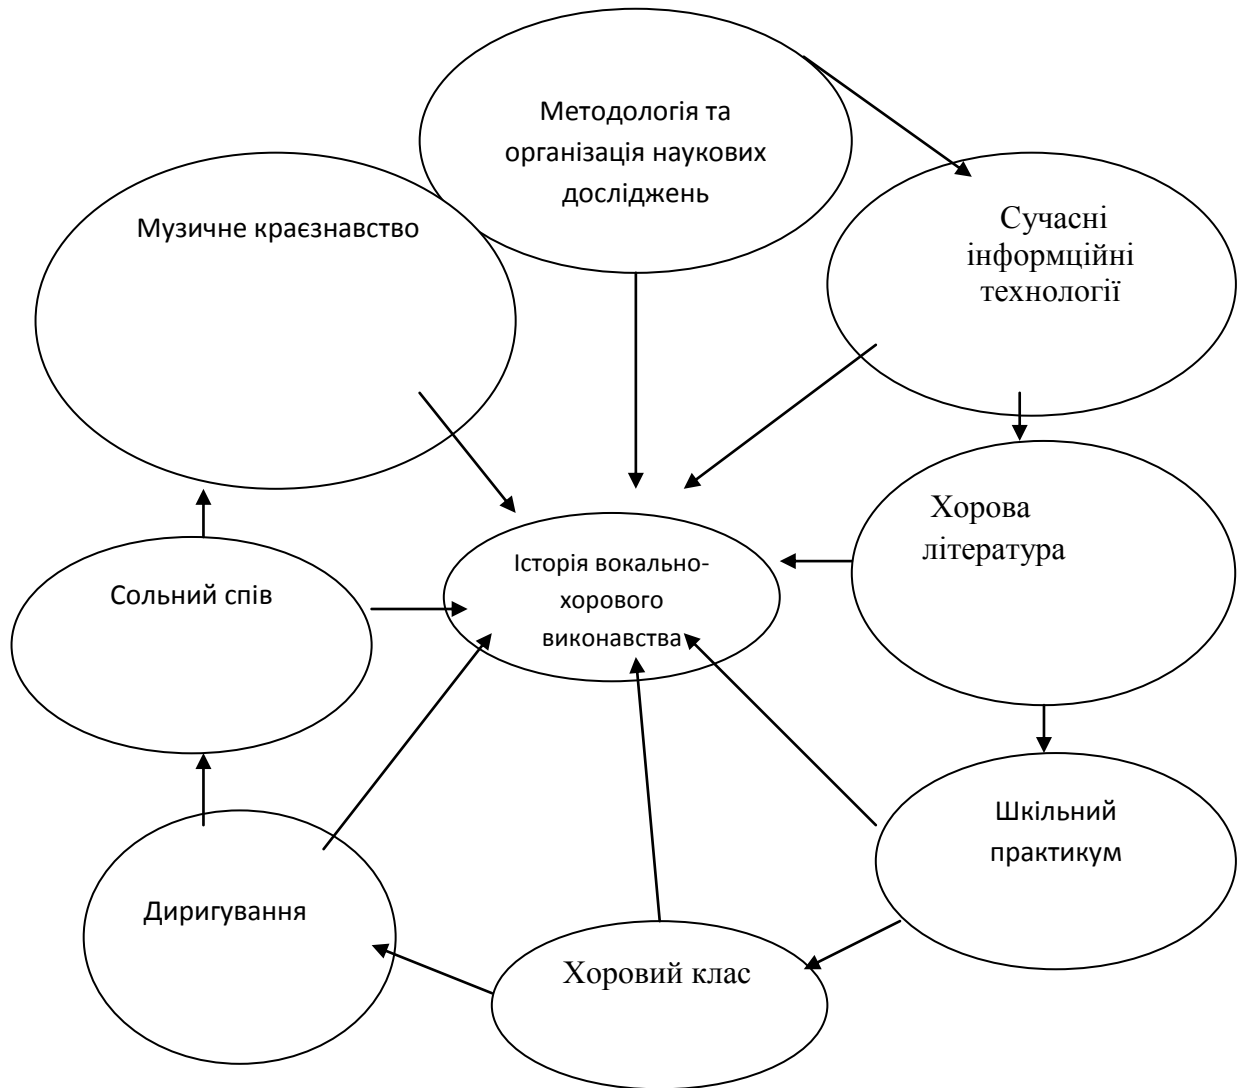 Методологія та
організація наукових
досліджень
Музичне краєзнавство
Сучасні
інформційні
технології
Хорова
література
Історія вокально-
хорового
виконавства
Сольний спів
Шкільний
практикум
Диригування
Хоровий клас